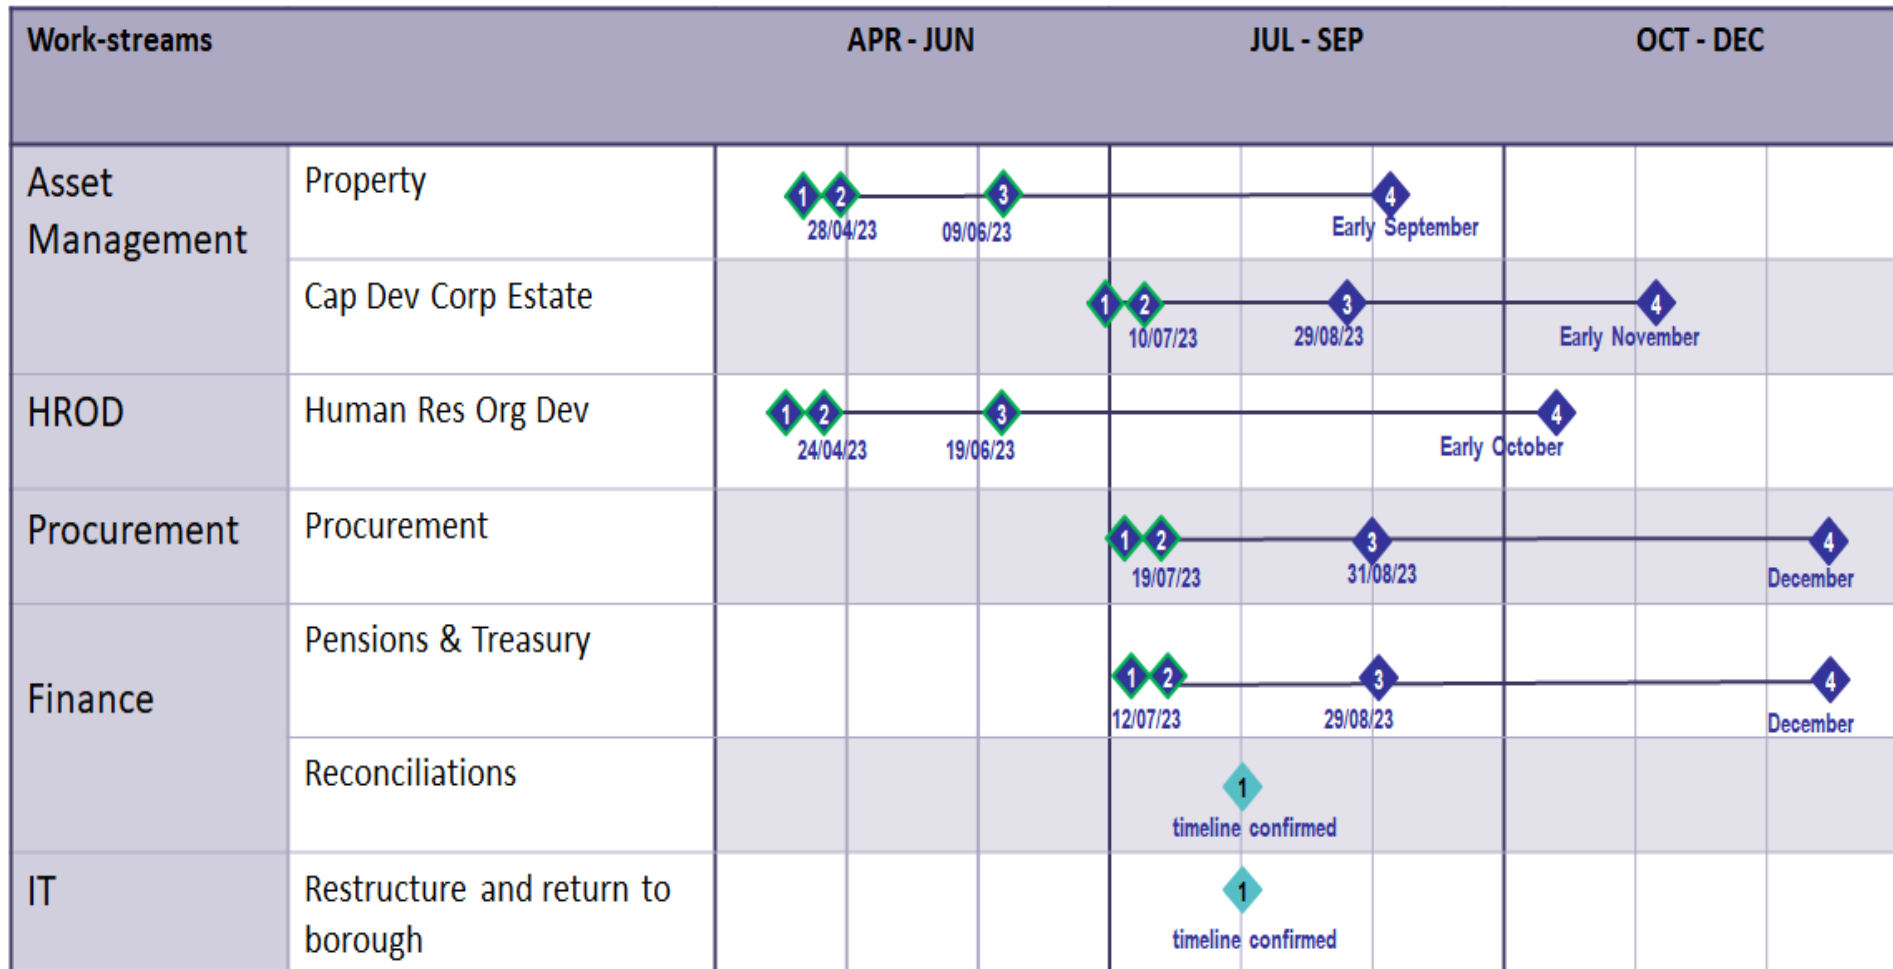 Work-streams APR - JUN JUL - SEP OCT - DEC
Asset Management
Property
1 2 3 4
28/04/23 09/06/23 Early September
Cap Dev Corp Estate
1 2 3 4
10/07/23 29/08/23 Early November
HROD Human Res Org Dev
1 2 3 4
24/04/23 19/06/23 Early October
Procurement Procurement
1 2 3 4
19/07/23 31/08/23 December
Finance
Pensions & Treasury
1 2 3 4
12/07/23 29/08/23 December
Reconciliations
1
timeline confirmed
IT
Restructure and return to
borough
1
timeline confirmed